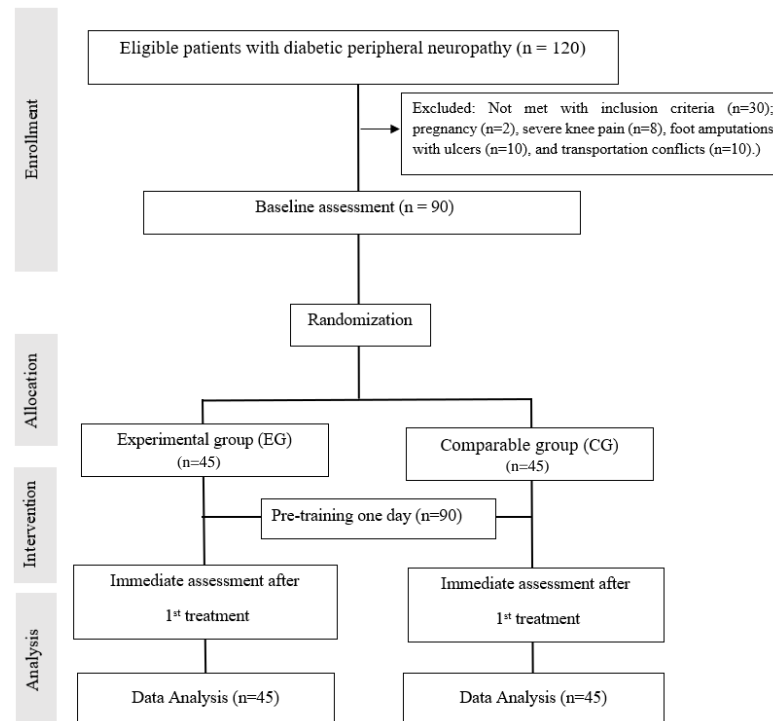 Enrollment
Eligible patients with diabetic peripheral neuropathy (n = 120)
Excluded: Not met with inclusion criteria (n=30);
pregnancy (n=2), severe knee pain (n=8), foot amputations
with ulcers (n=10), and transportation conflicts (n=10).)
Baseline assessment (n = 90)
Randomization
Allocation
Experimental group (EG)
(n=45)
Comparable group (CG)
(n=45)
Intervention
Pre-training one day (n=90)
Immediate assessment after
1st treatment
Immediate assessment after
1st treatment
Analysis
Data Analysis (n=45)
Data Analysis (n=45)